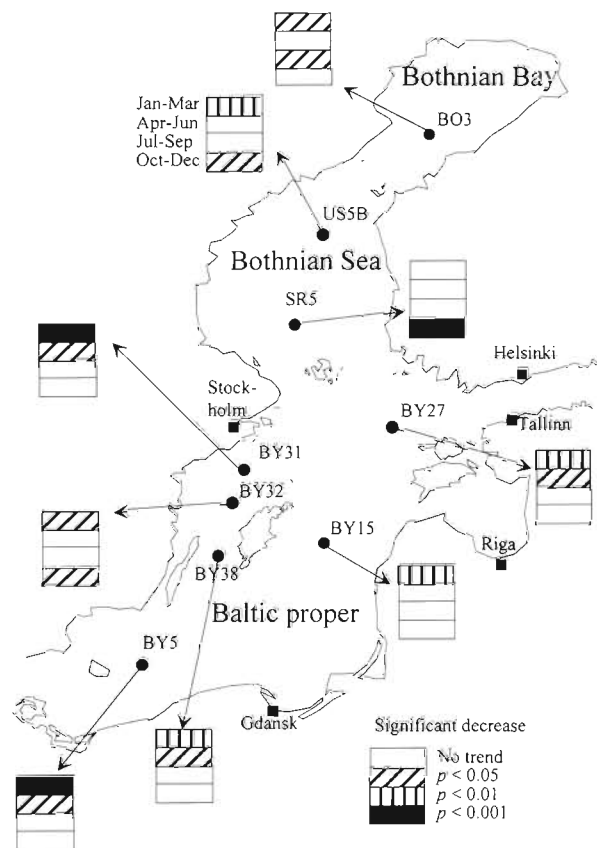 Bothnian Bay
BO3
Jan-Mar
Apr-Jun
Jul-Sep
Oct-Dec
US5B
Bothnian Sea
SR5
Helsinki
Stock-
holm
BY27
Tallinn
BY31
BY32
BY15
Riga
BY38
Baltic proper
BY5
Gdansk
Significant decrease
No trend
p < 0.05
p < 0.01
p < 0.001